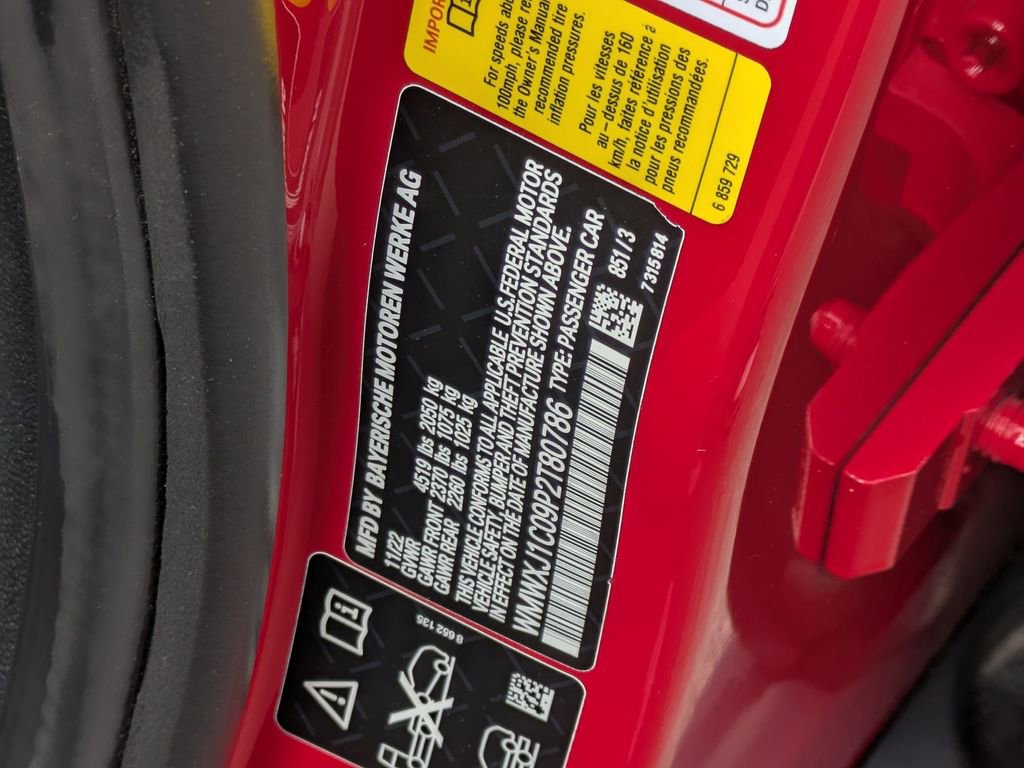 IMPOR
For speeds abo
100mph, please re
the Owner's Manua
recommended tire
inflation pressures.
Pour les vitesses
au-dessus de 160
km/h, faites référence à
la notice d'utilisation
pour les pressions des
pneus recommandées.
6 859 729
MFD BY BAYERISCHE MOTOREN WERKE AG
11/22
GVWR 4519 lbs 2050 kg
GAWR FRONT 2370 lbs 1075 kg
GAWR REAR 2260 lbs 1025 kg
THIS VEHICLE CONFORMS TO ALL APPLICABLE U.S. FEDERAL MOTOR
VEHICLE SAFETY, BUMPER, AND THEFT PREVENTION STANDARDS
IN EFFECT ON THE DATE OF MANUFACTURE SHOWN ABOVE.
WMWXJ1C09P2T80786 TYPE: PASSENGER CAR
851/3
7 315 814
8 652 135